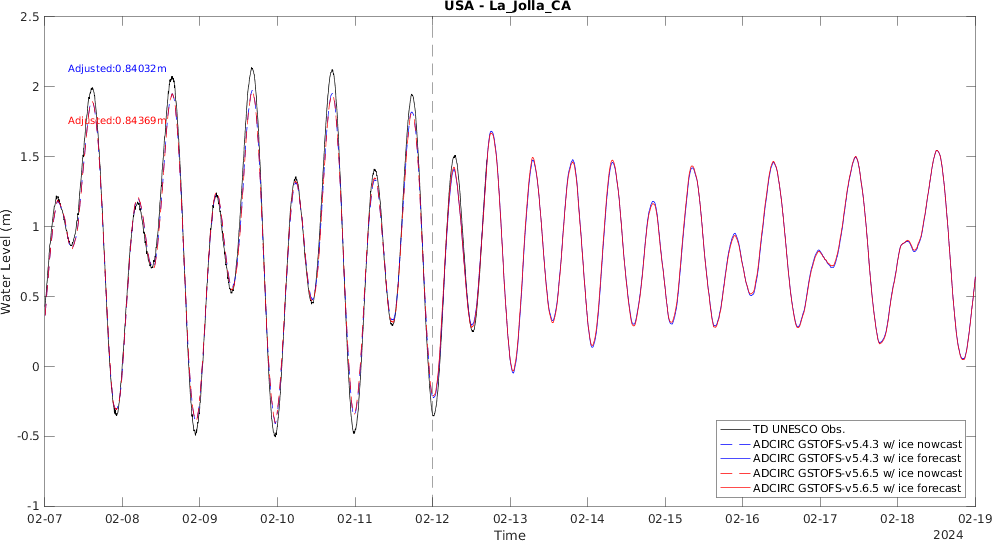 USA - La_Jolla_CA
2.5
2
1.5
1
0.5
0
-0.5
-1
Water Level (m)
Adjusted:0.84032m
Adjusted:0.84369m
TD UNESCO Obs.
ADCIRC GSTOFS-v5.4.3 w/ ice nowcast
ADCIRC GSTOFS-v5.4.3 w/ ice forecast
ADCIRC GSTOFS-v5.6.5 w/ ice nowcast
ADCIRC GSTOFS-v5.6.5 w/ ice forecast
02-07 02-08 02-09 02-10 02-11 02-12 02-13 02-14 02-15 02-16 02-17 02-18 02-19
Time
2024